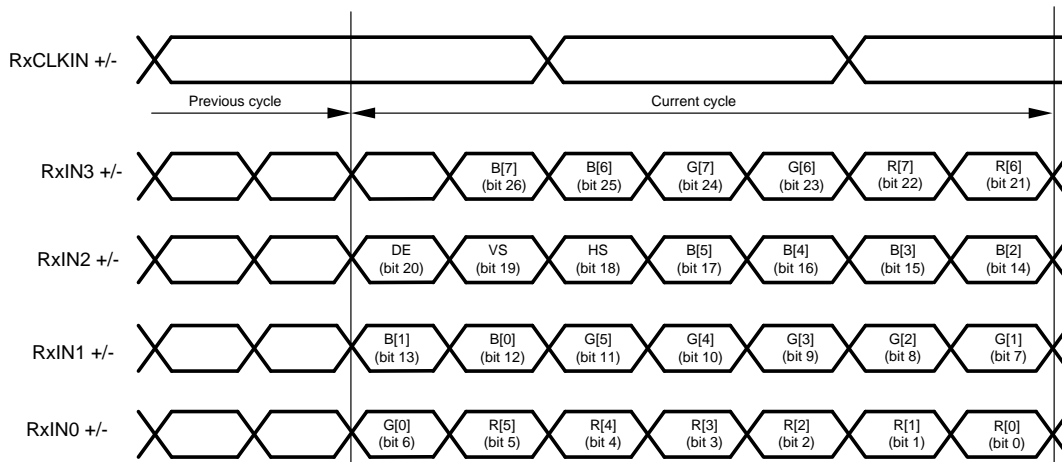 RxCLKIN +/-
Previous cycle
Current cycle
RxIN3 +/-
B[7]
(bit 26)
B[6]
(bit 25)
G[7]
(bit 24)
G[6]
(bit 23)
R[7]
(bit 22)
R[6]
(bit 21)
RxIN2 +/-
DE
(bit 20)
VS
(bit 19)
HS
(bit 18)
B[5]
(bit 17)
B[4]
(bit 16)
B[3]
(bit 15)
B[2]
(bit 14)
RxIN1 +/-
B[1]
(bit 13)
B[0]
(bit 12)
G[5]
(bit 11)
G[4]
(bit 10)
G[3]
(bit 9)
G[2]
(bit 8)
G[1]
(bit 7)
RxIN0 +/-
G[0]
(bit 6)
R[5]
(bit 5)
R[4]
(bit 4)
R[3]
(bit 3)
R[2]
(bit 2)
R[1]
(bit 1)
R[0]
(bit 0)